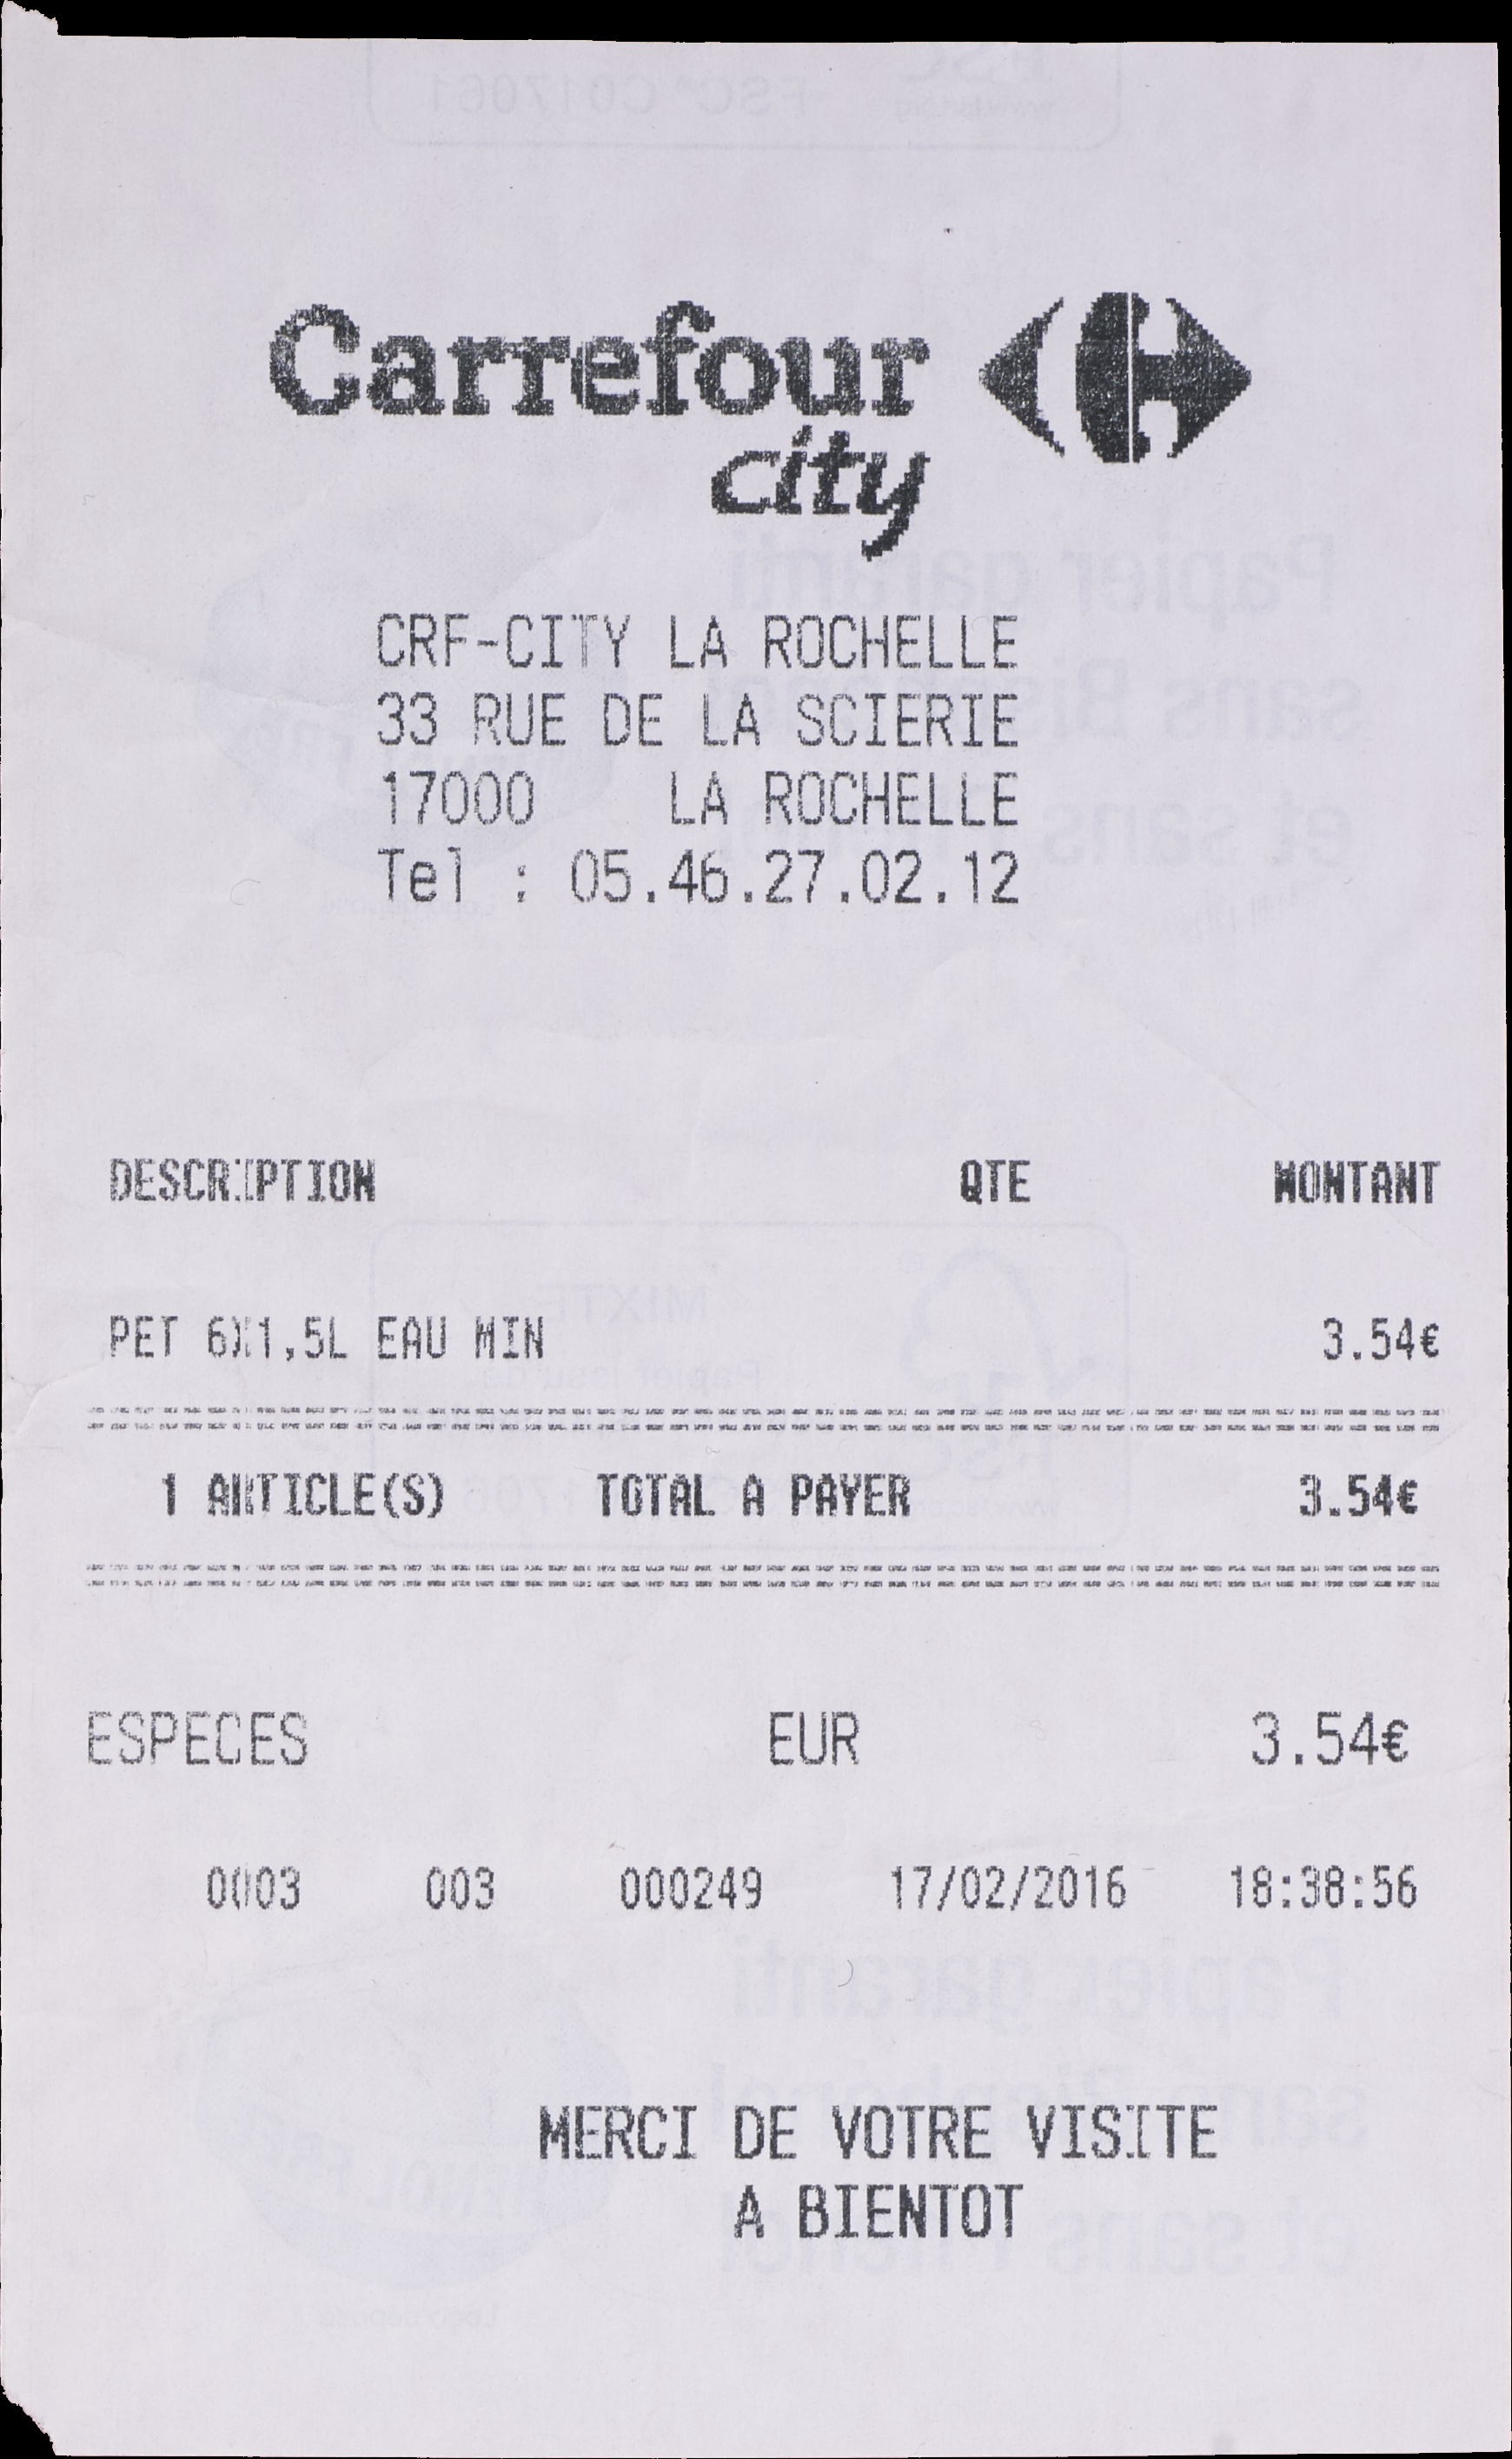 Carrefour
city
CRF-CITY LA ROCHELLE
33 RUE DE LA SCIERIE
17000 LA ROCHELLE
Tel : 05.46.27.02.12
DESCRIPTION QTE MONTANT
PET 6X1,5L EAU MIN 3.54€
1 ARTICLE(S) TOTAL A PAYER 3.54€
ESPECES EUR 3.54€
0003 003 000249 17/02/2016 18:38:56
MERCI DE VOTRE VISITE
A BIENTOT